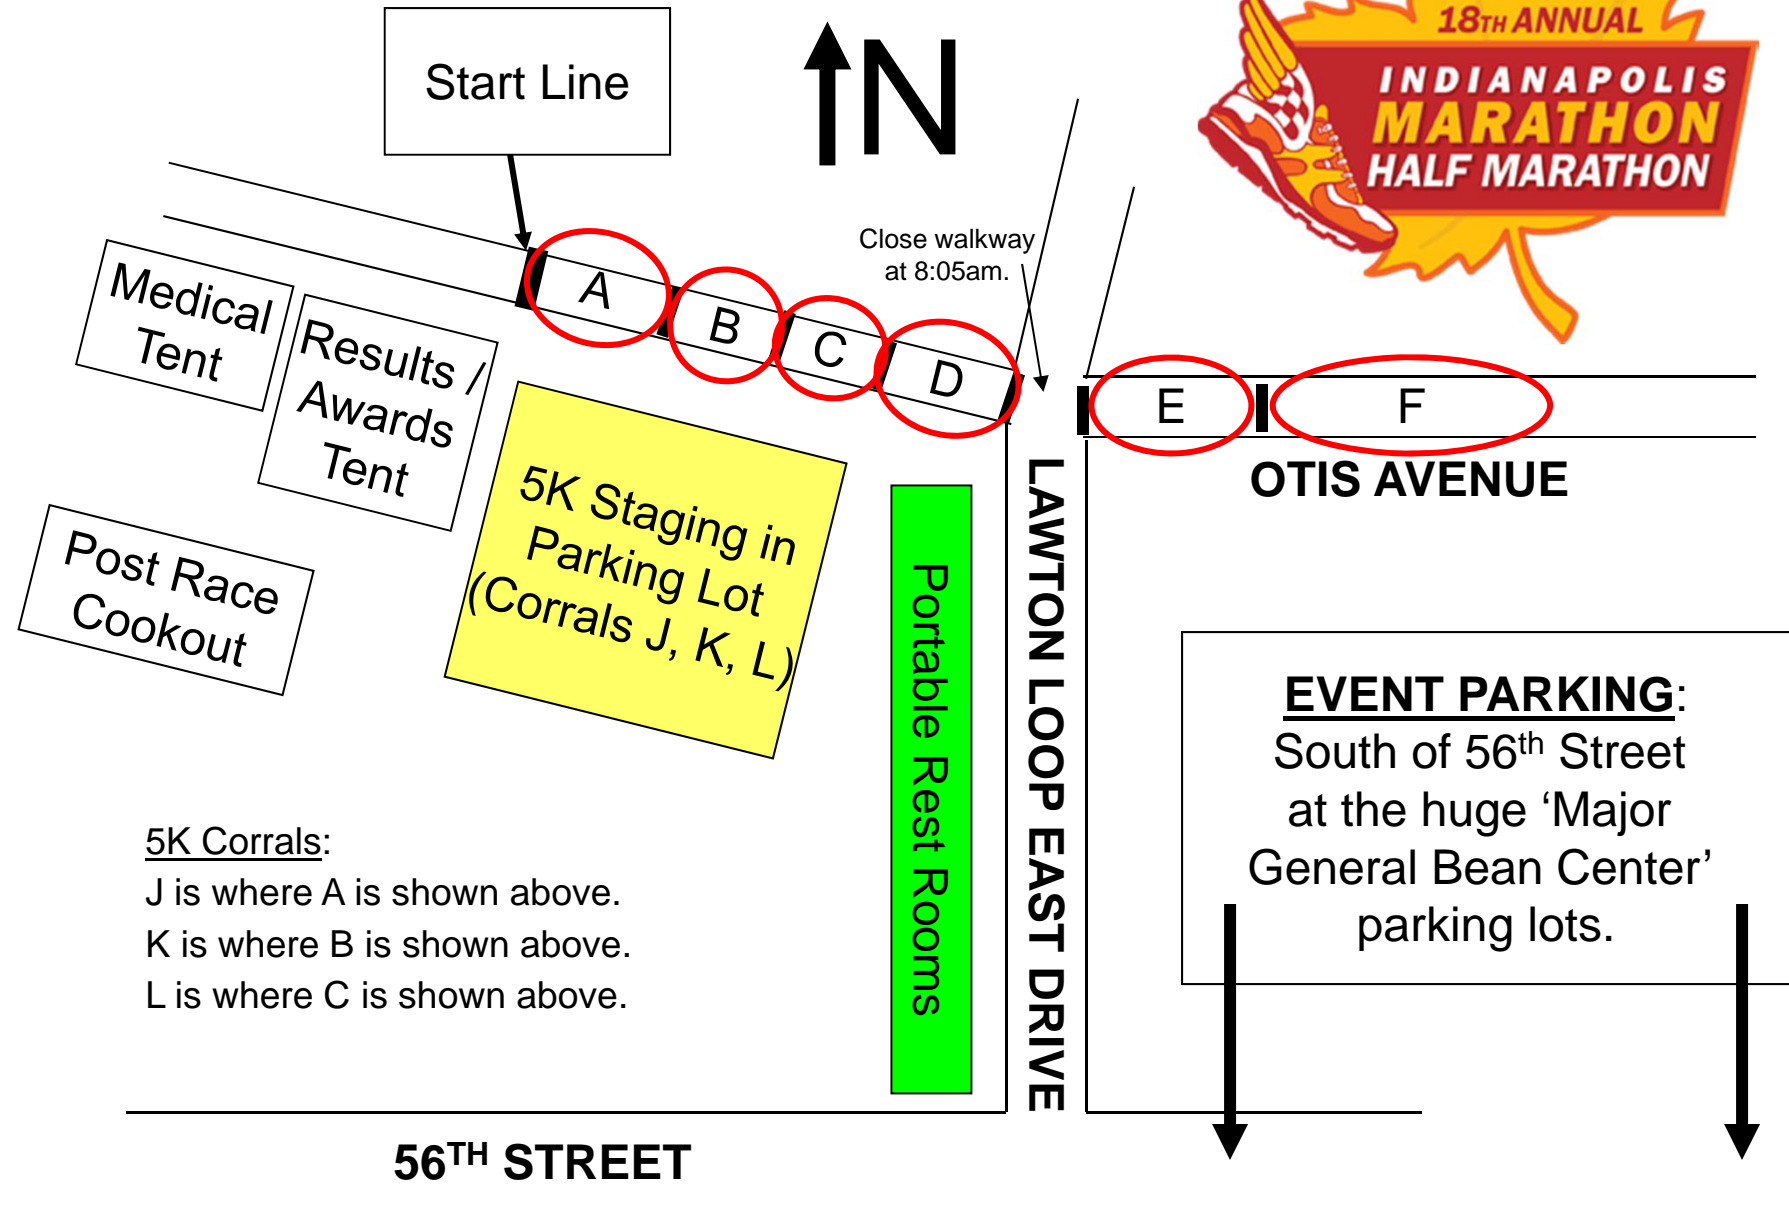 Start Line
N
18TH ANNUAL
INDIANAPOLIS
MARATHON
HALF MARATHON
Close walkway
at 8:05am.
A
B
C
D
E
F
OTIS AVENUE
LAWTON LOOP EAST DRIVE
Medical
Tent
Results /
Awards
Tent
Post Race
Cookout
5K Staging in
Parking Lot
(Corrals J, K, L)
Portable Rest Rooms
EVENT PARKING:
South of 56th Street
at the huge ‘Major
General Bean Center’
parking lots.
5K Corrals:
J is where A is shown above.
K is where B is shown above.
L is where C is shown above.
56TH STREET